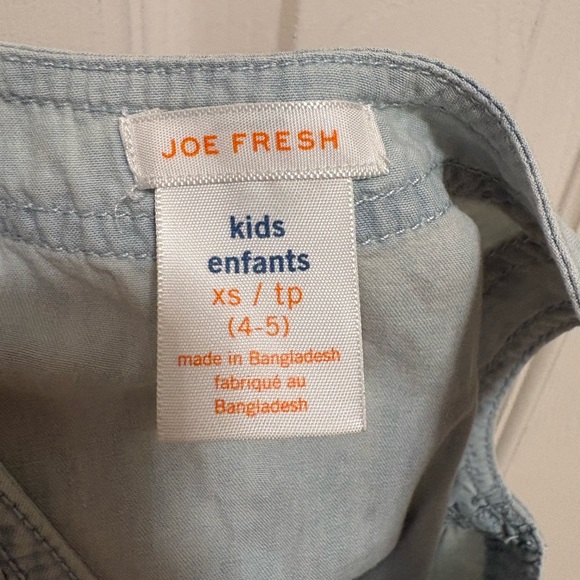 JOE FRESH
kids
enfants
xs / tp
(4-5)
made in Bangladesh
fabriqué au
Bangladesh